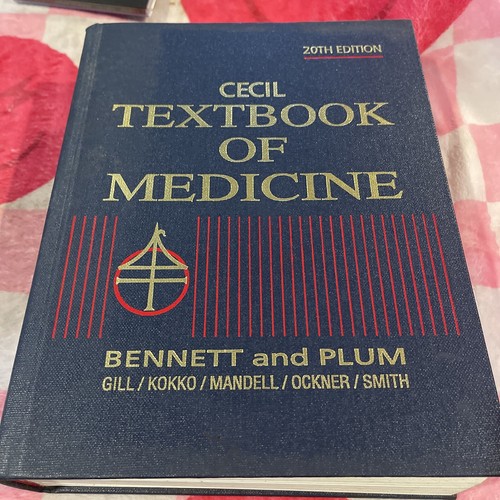 20TH EDITION
CECIL
TEXTBOOK
OF
MEDICINE
BENNETT and PLUM
GILL / KOKKO / MANDELL / OCKNER / SMITH